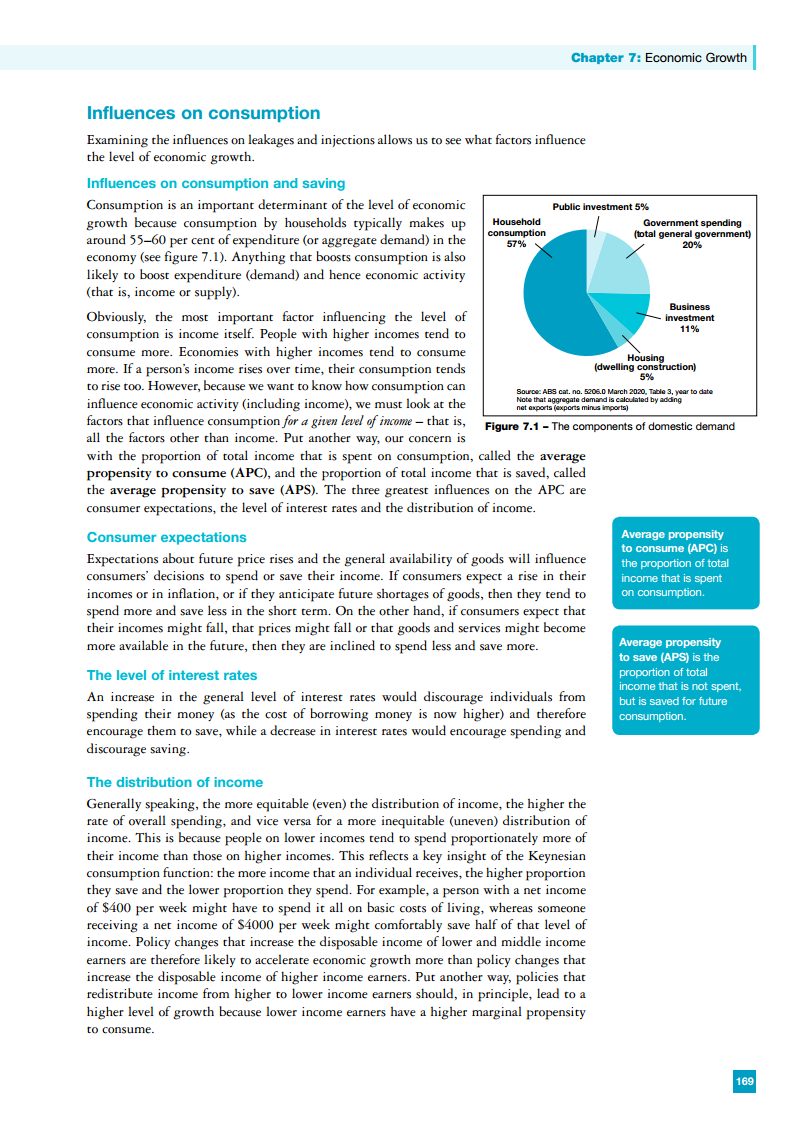 Chapter 7: Economic Growth
Influences on consumption
Examining the influences on leakages and injections allows us to see what factors influence
the level of economic growth.
Influences on consumption and saving
Consumption is an important determinant of the level of economic
growth because consumption by households typically makes up
around 55–60 per cent of expenditure (or aggregate demand) in the
economy (see figure 7.1). Anything that boosts consumption is also
likely to boost expenditure (demand) and hence economic activity
(that is, income or supply).
Obviously, the most important factor influencing the level of
consumption is income itself. People with higher incomes tend to
consume more. Economies with higher incomes tend to consume
more. If a person's income rises over time, their consumption tends
to rise too. However, because we want to know how consumption can
influence economic activity (including income), we must look at the
factors that influence consumption for a given level of income – that is,
all the factors other than income. Put another way, our concern is
with the proportion of total income that is spent on consumption, called the average
propensity to consume (APC), and the proportion of total income that is saved, called
the average propensity to save (APS). The three greatest influences on the APC are
consumer expectations, the level of interest rates and the distribution of income.
Public investment 5%
Household
consumption
57%
Government spending
(total general government)
20%
Business
investment
11%
Housing
(dwelling construction)
5%
Source: ABS cat. no. 5206.0 March 2020, Table 3, year to date
Note that aggregate demand is calculated by adding
net exports (exports minus imports)
Figure 7.1 – The components of domestic demand
Consumer expectations
Expectations about future price rises and the general availability of goods will influence
consumers' decisions to spend or save their income. If consumers expect a rise in their
incomes or in inflation, or if they anticipate future shortages of goods, then they tend to
spend more and save less in the short term. On the other hand, if consumers expect that
their incomes might fall, that prices might fall or that goods and services might become
more available in the future, then they are inclined to spend less and save more.
Average propensity
to consume (APC) is
the proportion of total
income that is spent
on consumption.
Average propensity
to save (APS) is the
proportion of total
income that is not spent,
but is saved for future
consumption.
The level of interest rates
An increase in the general level of interest rates would discourage individuals from
spending their money (as the cost of borrowing money is now higher) and therefore
encourage them to save, while a decrease in interest rates would encourage spending and
discourage saving.
The distribution of income
Generally speaking, the more equitable (even) the distribution of income, the higher the
rate of overall spending, and vice versa for a more inequitable (uneven) distribution of
income. This is because people on lower incomes tend to spend proportionately more of
their income than those on higher incomes. This reflects a key insight of the Keynesian
consumption function: the more income that an individual receives, the higher proportion
they save and the lower proportion they spend. For example, a person with a net income
of $400 per week might have to spend it all on basic costs of living, whereas someone
receiving a net income of $4000 per week might comfortably save half of that level of
income. Policy changes that increase the disposable income of lower and middle income
earners are therefore likely to accelerate economic growth more than policy changes that
increase the disposable income of higher income earners. Put another way, policies that
redistribute income from higher to lower income earners should, in principle, lead to a
higher level of growth because lower income earners have a higher marginal propensity
to consume.
169